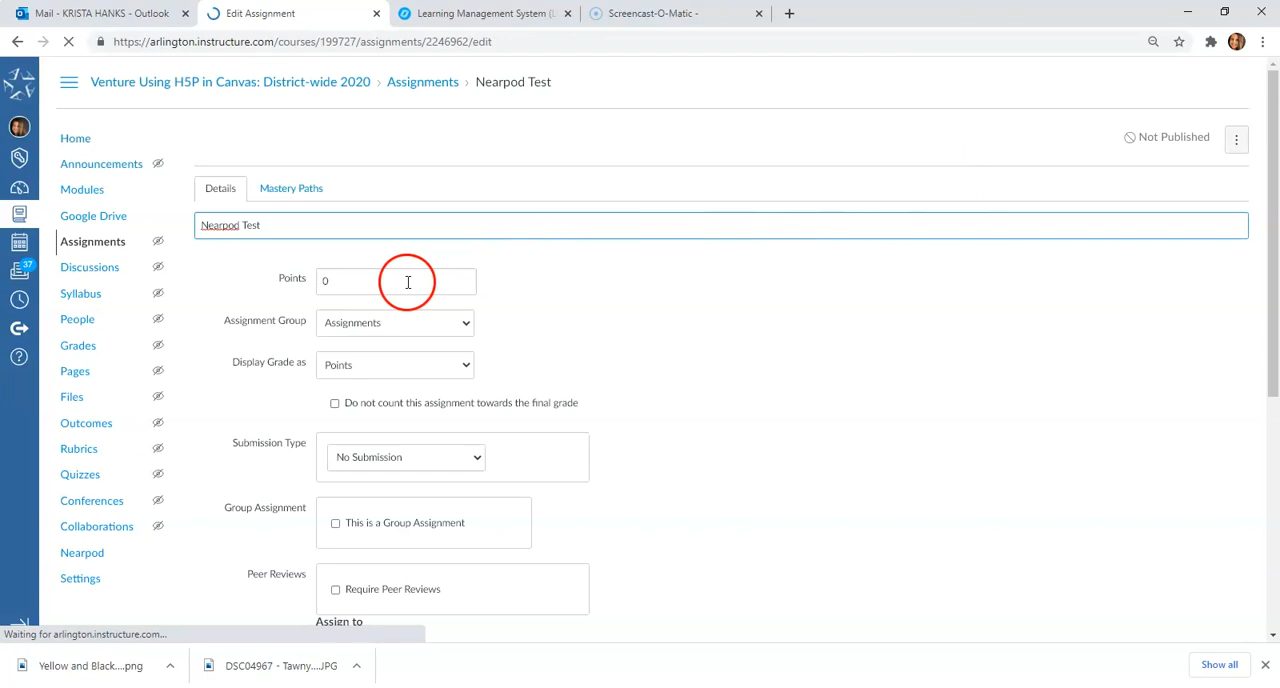 Mail - KRISTA HANKS - Outlook
Edit Assignment
Learning Management System (L
Screencast-O-Matic -
https://arlington.instructure.com/courses/199727/assignments/2246962/edit
Venture Using H5P in Canvas: District-wide 2020 › Assignments › Nearpod Test
Not Published
Home
Announcements
Modules
Google Drive
Assignments
Discussions
Syllabus
People
Grades
Pages
Files
Outcomes
Rubrics
Quizzes
Conferences
Collaborations
Nearpod
Settings
37
Details
Mastery Paths
Nearpod Test
Points
0
Assignment Group
Assignments
Display Grade as
Points
Do not count this assignment towards the final grade
Submission Type
No Submission
Group Assignment
This is a Group Assignment
Peer Reviews
Require Peer Reviews
Assign to
Waiting for arlington.instructure.com...
Yellow and Black....png
DSC04967 - Tawny....JPG
Show all